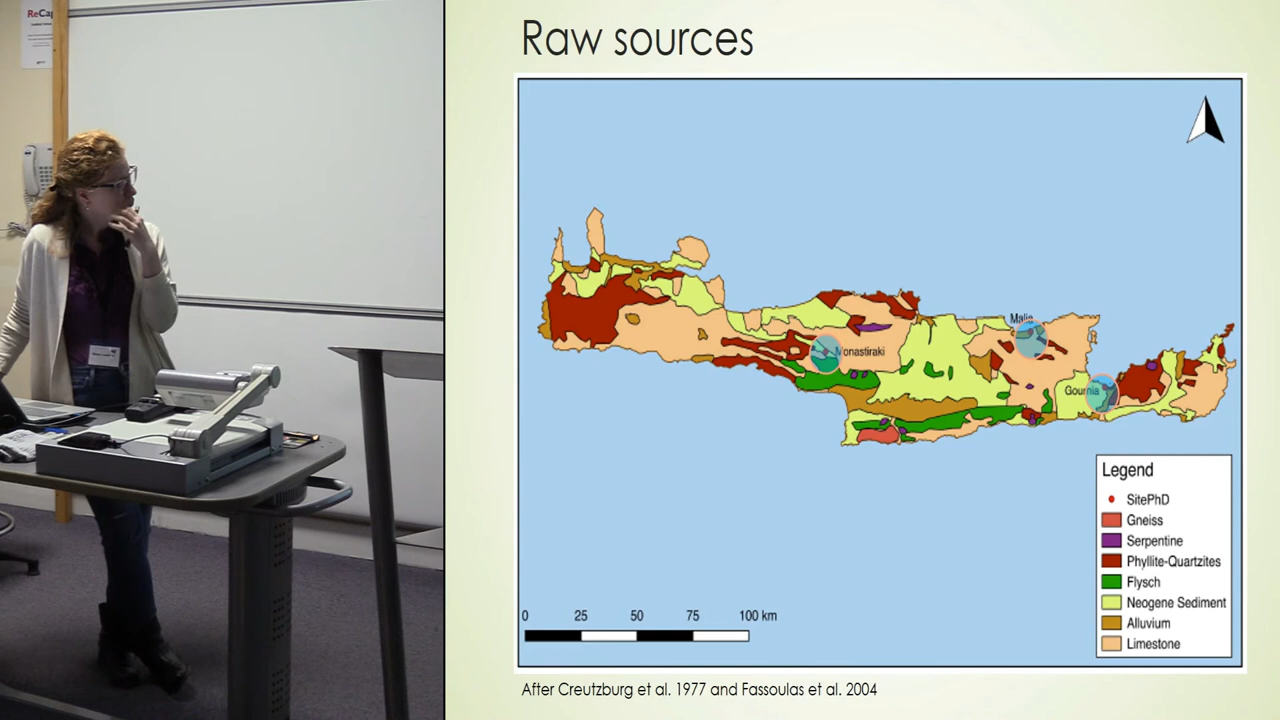 ReCap
Raw sources
Malia
Monastiraki
Gournia
Legend
SitePhD
Gneiss
Serpentine
Phyllite-Quartzites
Flysch
Neogene Sediment
Alluvium
Limestone
0 25 50 75 100 km
After Creutzburg et al. 1977 and Fassoulas et al. 2004